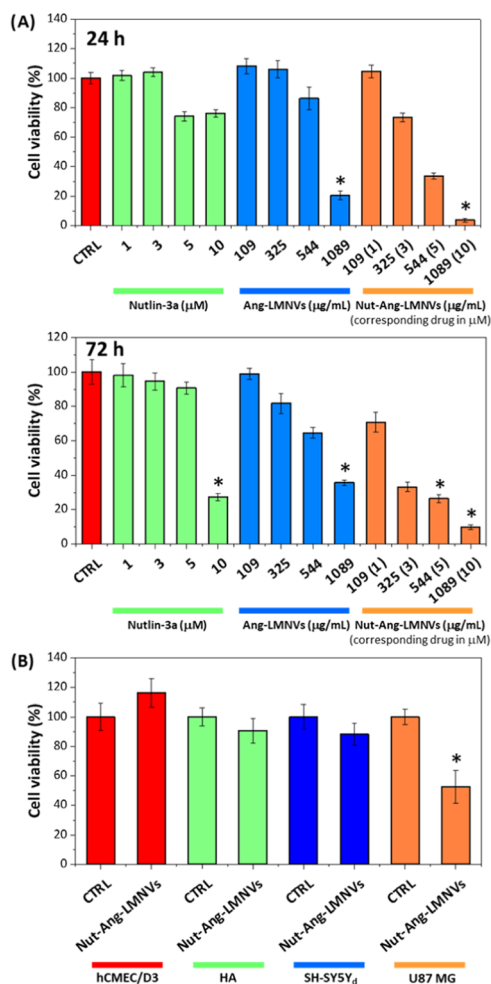 (A)
24 h
Cell viability (%)
140
120
100
80
60
40
20
0
*
*
CTRL 1 3 5 10 109 325 544 1089 109 (1) 325 (3) 544 (5) 1089 (10)
Nutlin-3a (μM) Ang-LMNVs (μg/mL) Nut-Ang-LMNVs (μg/mL)
(corresponding drug in μM)
72 h
Cell viability (%)
120
100
80
60
40
20
0
* * * *
CTRL 1 3 5 10 109 325 544 1089 109 (1) 325 (3) 544 (5) 1089 (10)
Nutlin-3a (μM) Ang-LMNVs (μg/mL) Nut-Ang-LMNVs (μg/mL)
(corresponding drug in μM)
(B)
Cell viability (%)
140
120
100
80
60
40
20
0
*
CTRL Nut-Ang-LMNVs CTRL Nut-Ang-LMNVs CTRL Nut-Ang-LMNVs CTRL Nut-Ang-LMNVs
hCMEC/D3 HA SH-SY5Yd U87 MG